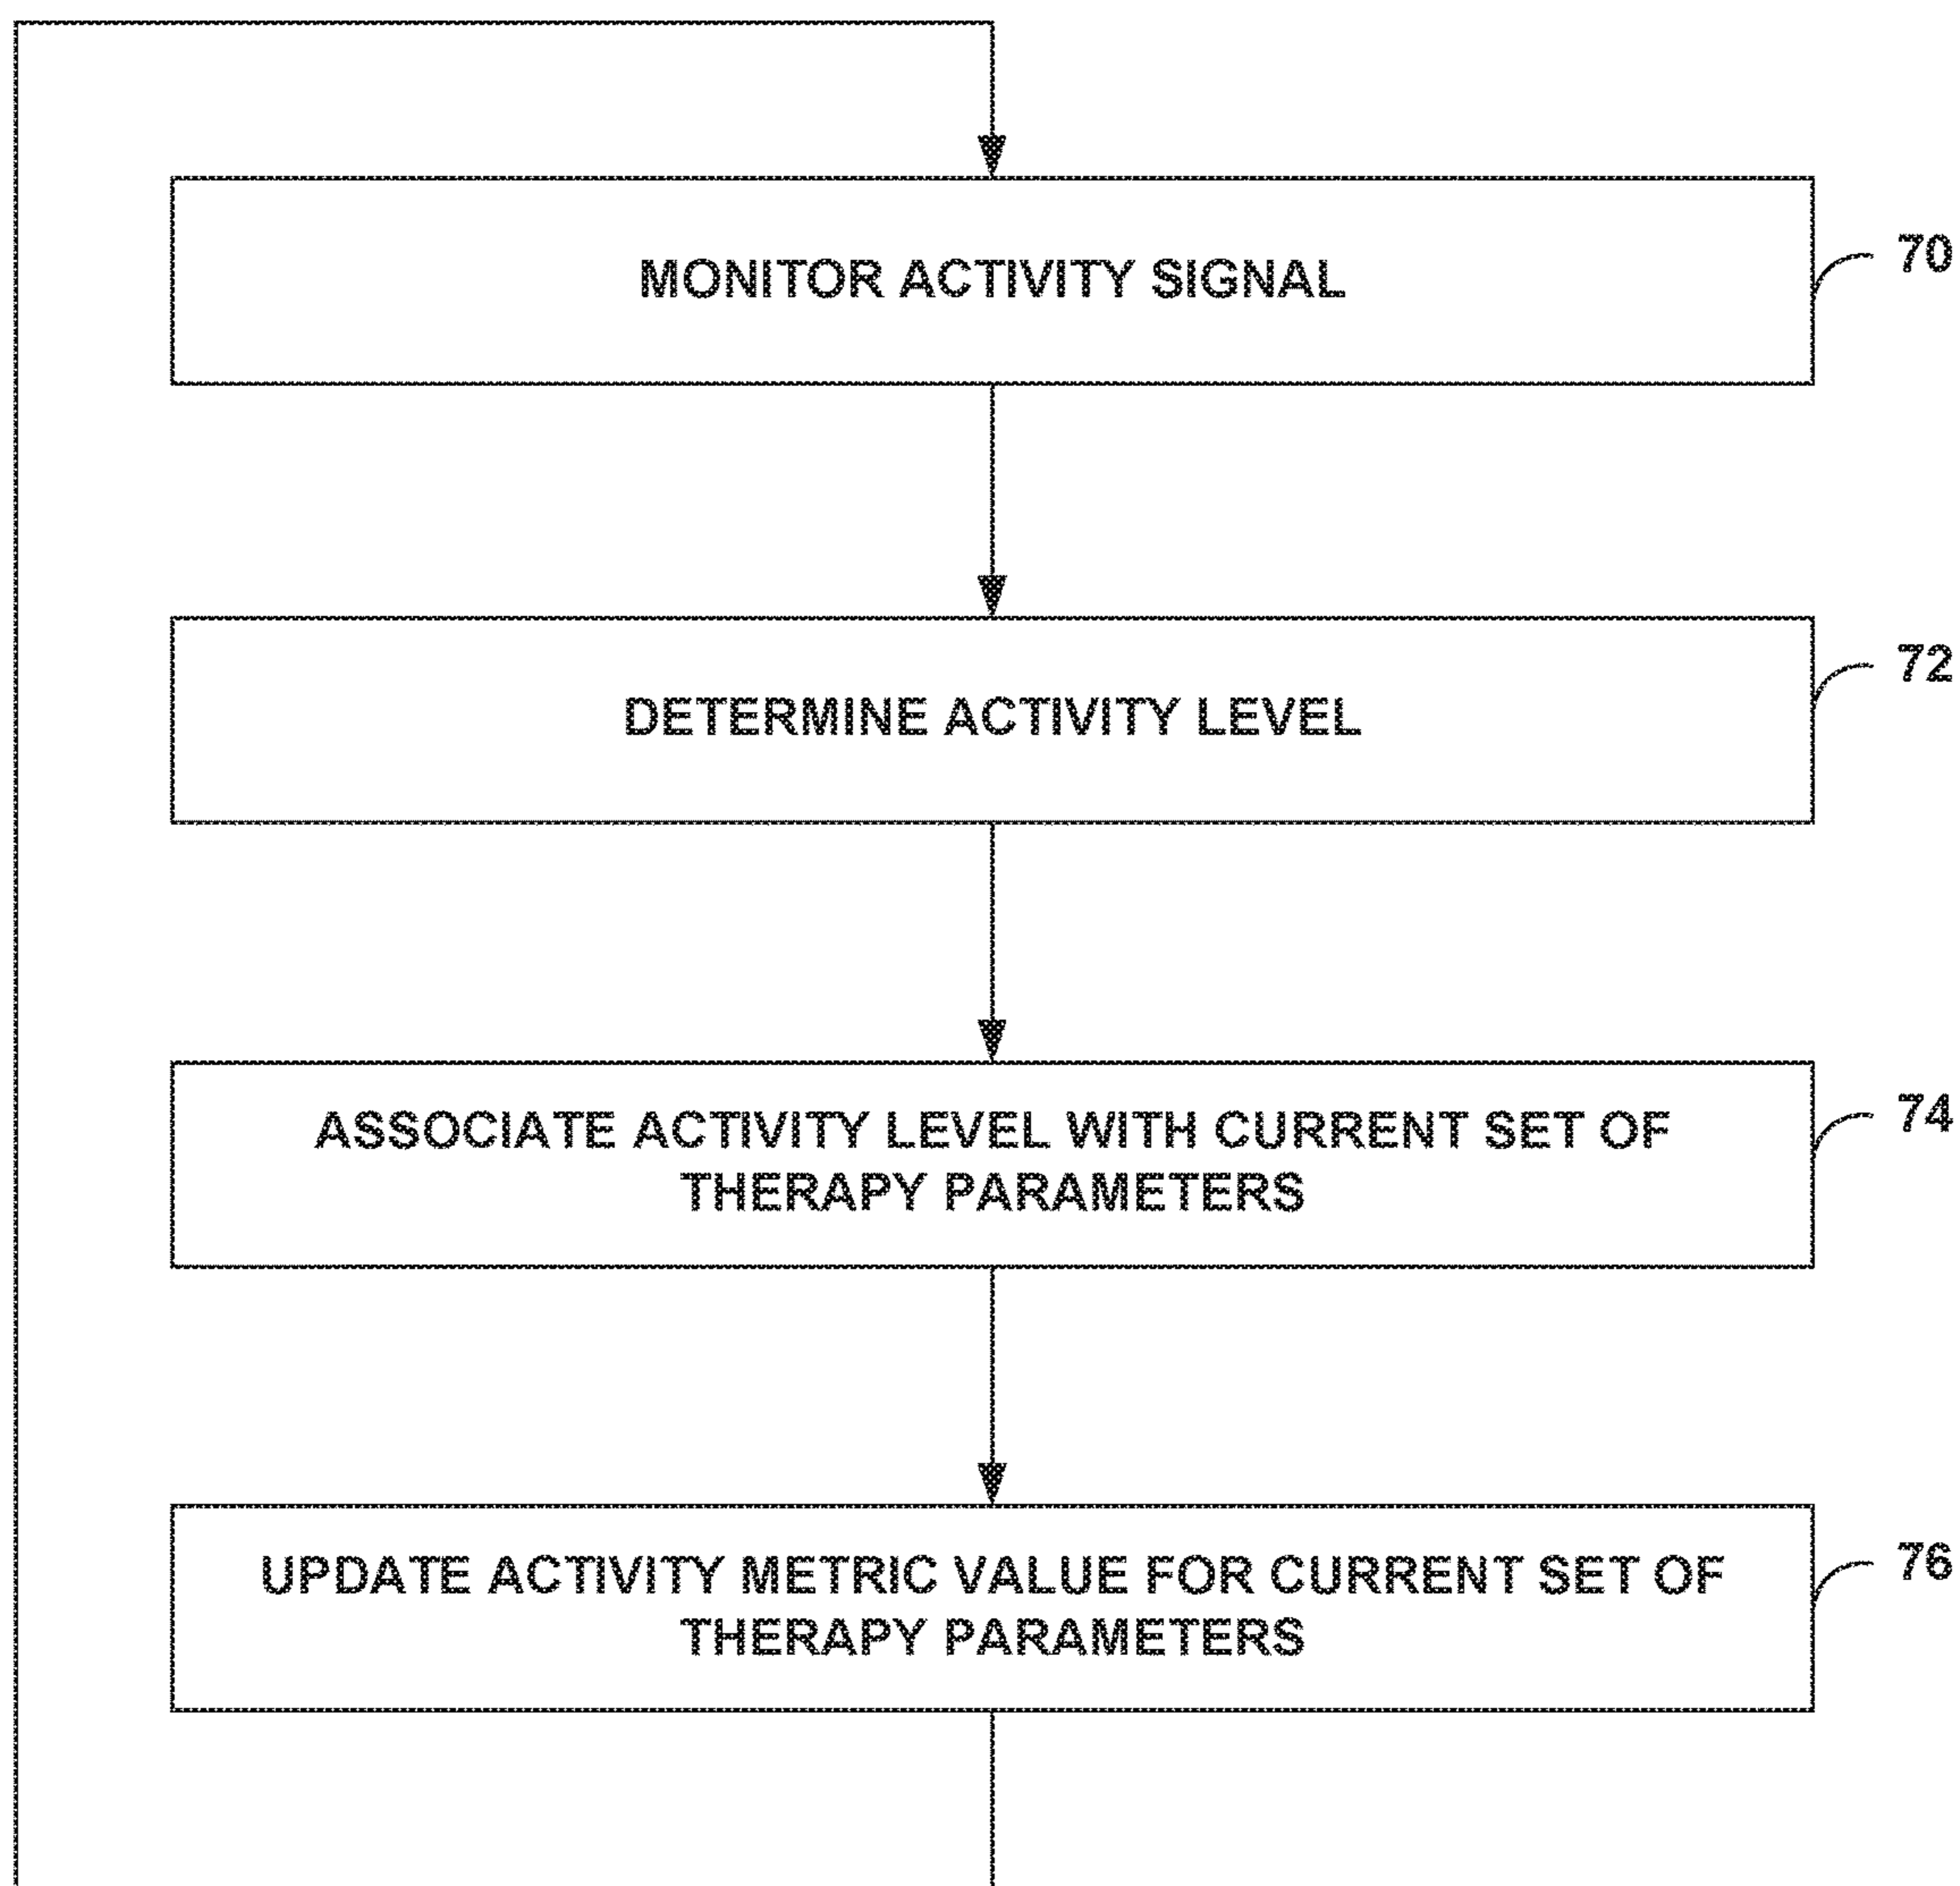 MONITOR ACTIVITY SIGNAL
70
DETERMINE ACTIVITY LEVEL
72
ASSOCIATE ACTIVITY LEVEL WITH CURRENT SET OF
THERAPY PARAMETERS
74
UPDATE ACTIVITY METRIC VALUE FOR CURRENT SET OF
THERAPY PARAMETERS
76